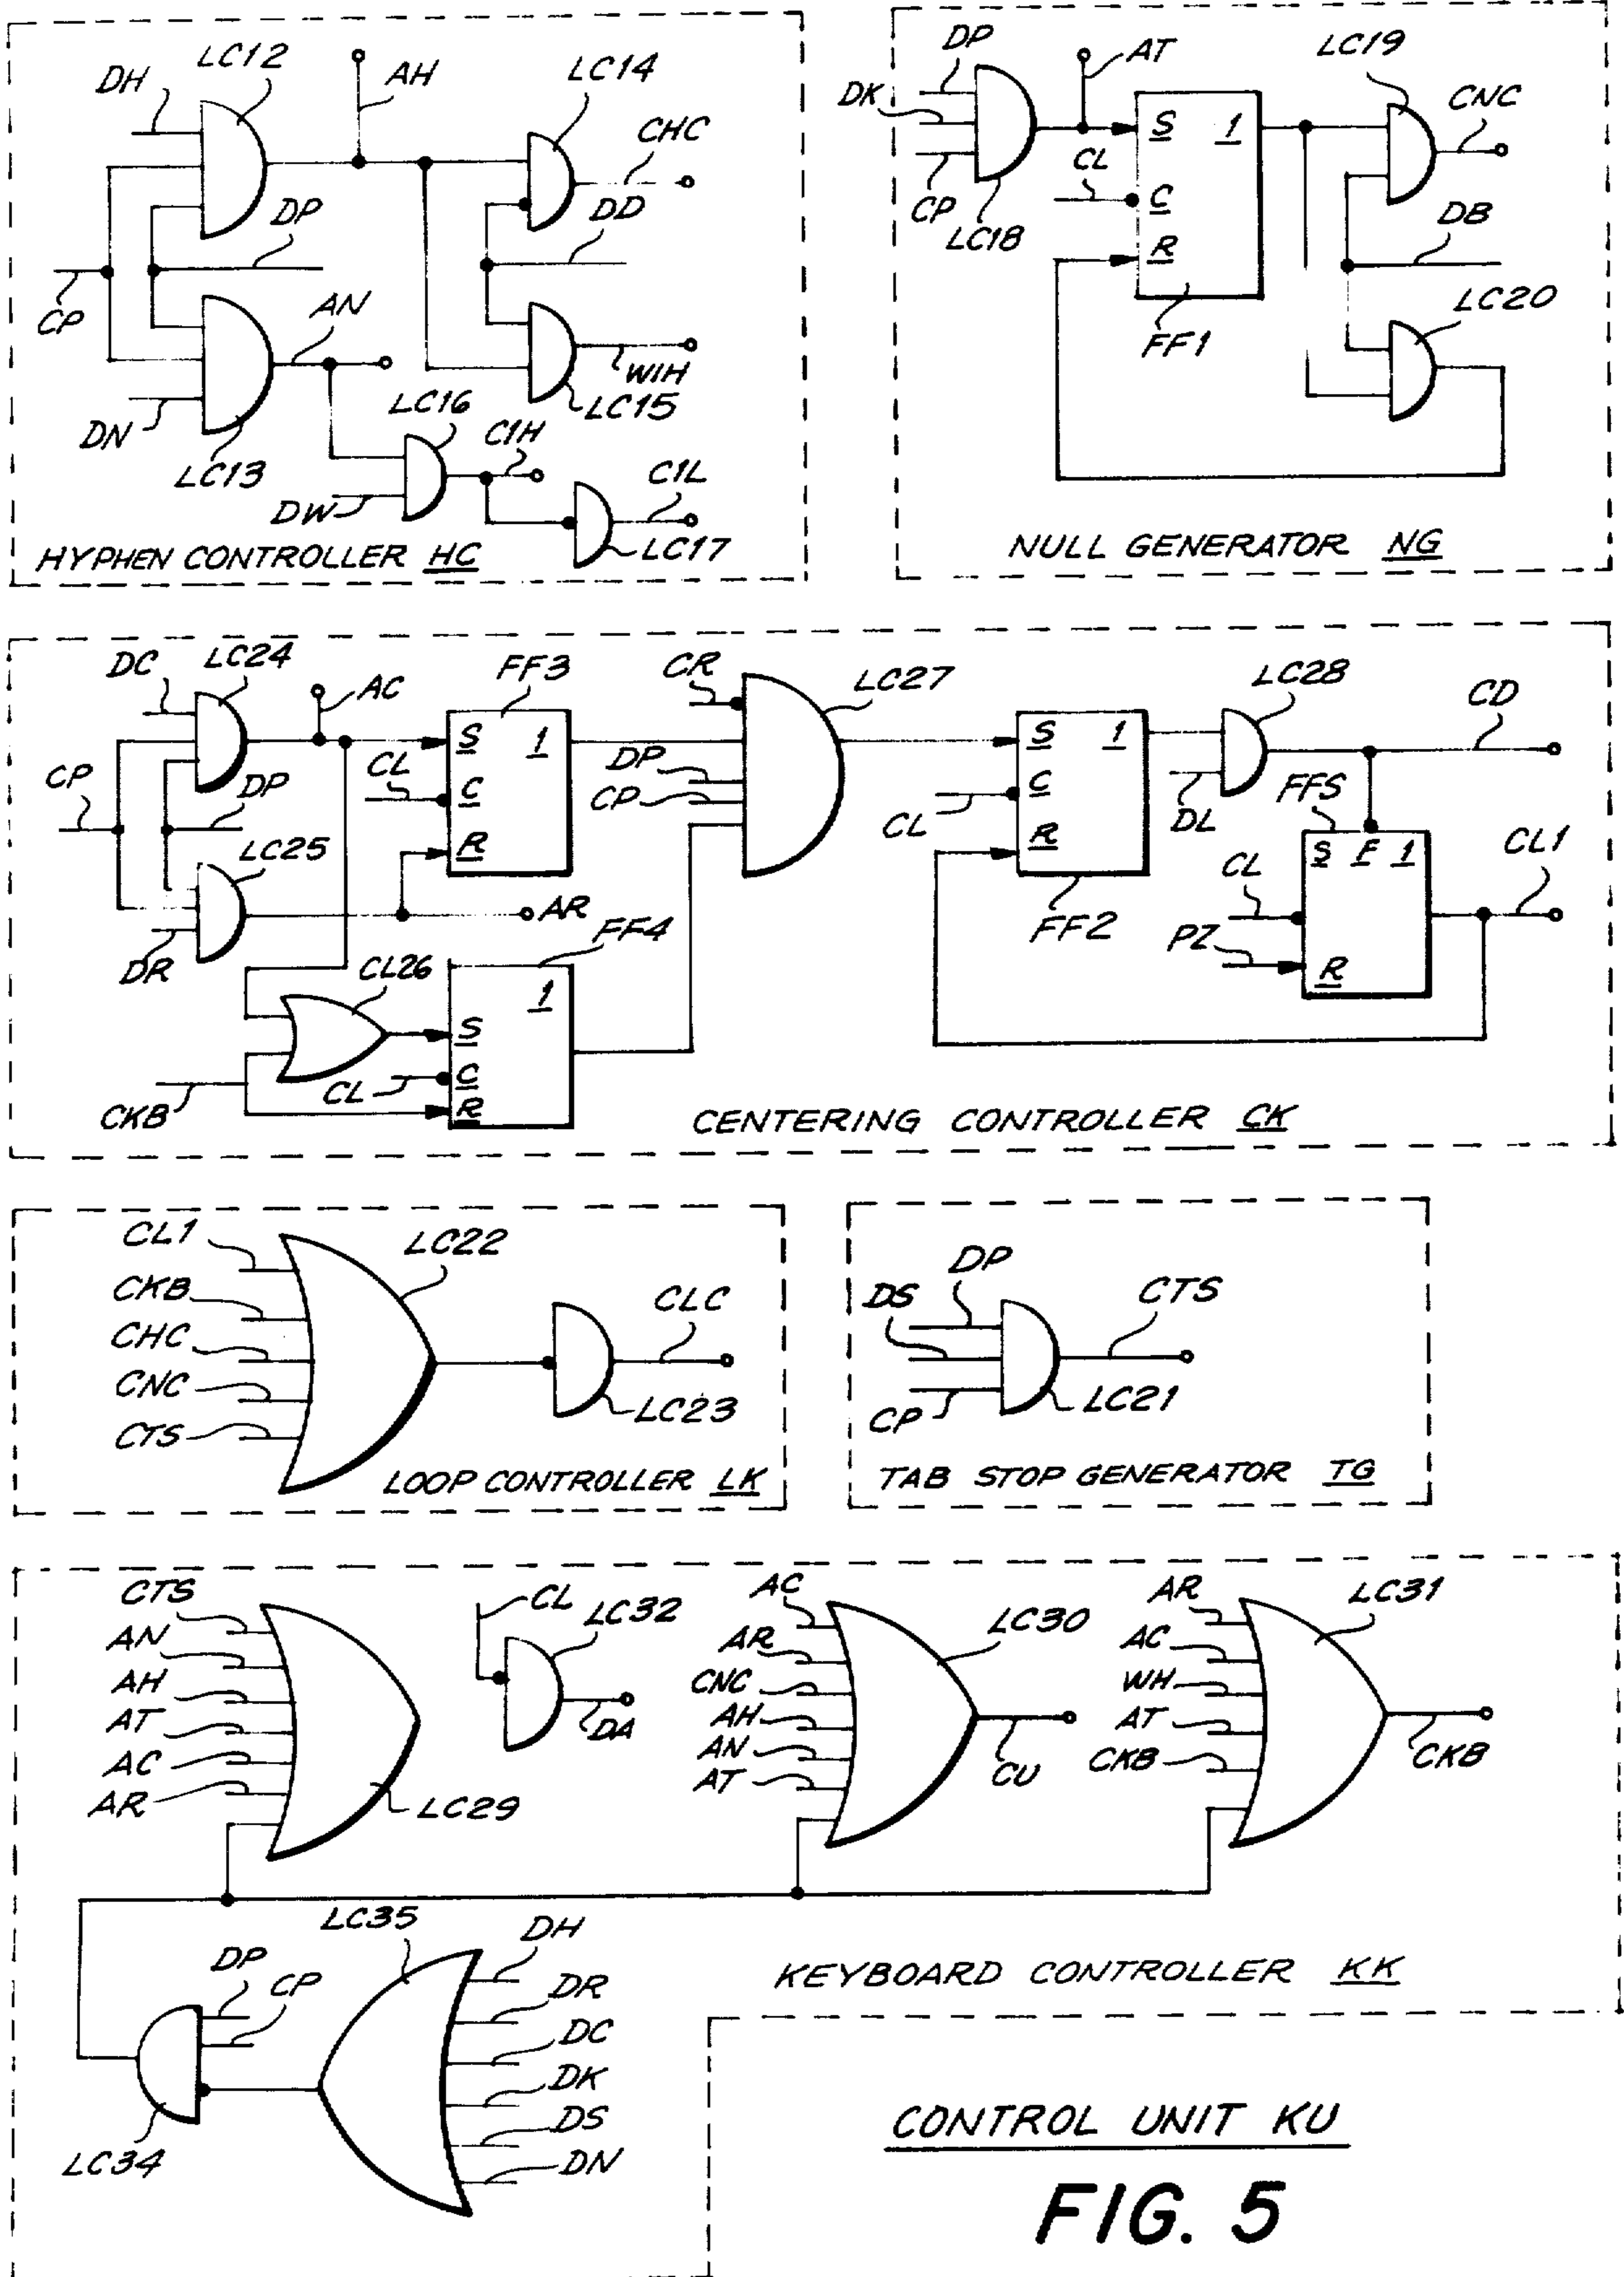 LC12
DH
AH
LC14
CHC
DP
DD
CP
AN
WIH
LC15
LC16
DN
LC13
C1H
C1L
DW
LC17
HYPHEN CONTROLLER HC
DP
AT
LC19
DK
CNC
S 1
CL
C
CP
LC18
DB
R
LC20
FF1
NULL GENERATOR NG
DC
LC24
AC
FF3
CR
LC27
LC28
CD
S 1
S 1
CP
DP
CL
C
DP
CP
CL
C
DL
FFS
LC25
R
R
S F 1
CL1
CL
AR
FF4
FF2
PZ
DR
CL26
1
R
S
CL
C
CKB
R
CENTERING CONTROLLER CK
CL1
LC22
CKB
CLC
CHC
CNC
LC23
CTS
LOOP CONTROLLER LK
DP
DS
CTS
CP
LC21
TAB STOP GENERATOR TG
CTS
AN
AH
AT
AC
AR
LC29
CL
LC32
DA
AC
LC30
AR
CNC
AH
AN
AT
CU
AR
LC31
AC
WH
AT
CKB
CKB
LC35
DH
DP
CP
DR
DC
DK
DS
DN
LC34
KEYBOARD CONTROLLER KK
CONTROL UNIT KU
FIG. 5